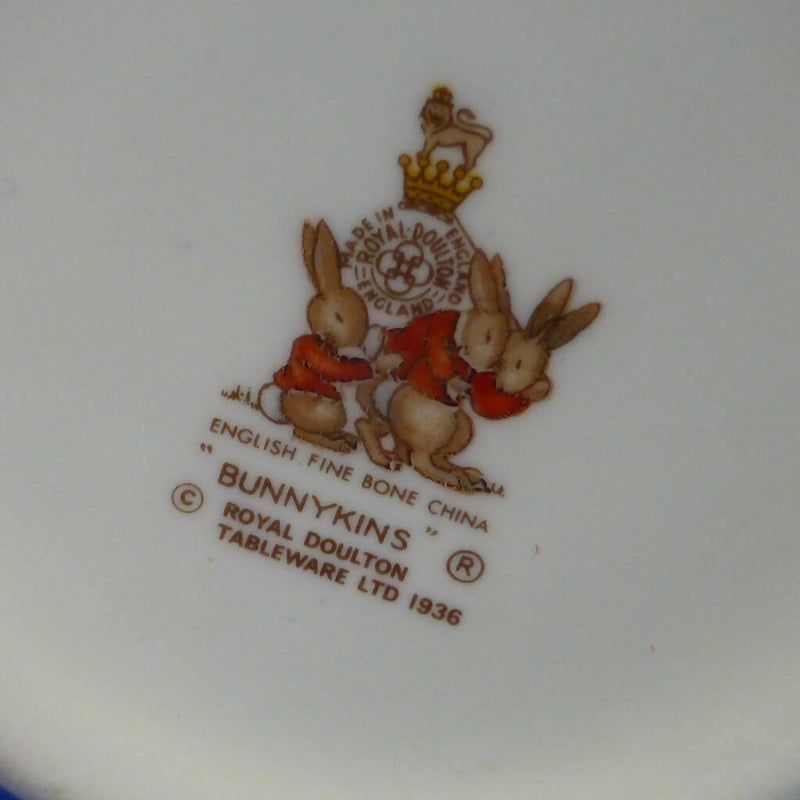 MADE IN ENGLAND
ROYAL·DOULTON
ENGLAND
ENGLISH FINE BONE CHINA
"BUNNYKINS" ®
© ROYAL DOULTON
TABLEWARE LTD 1936